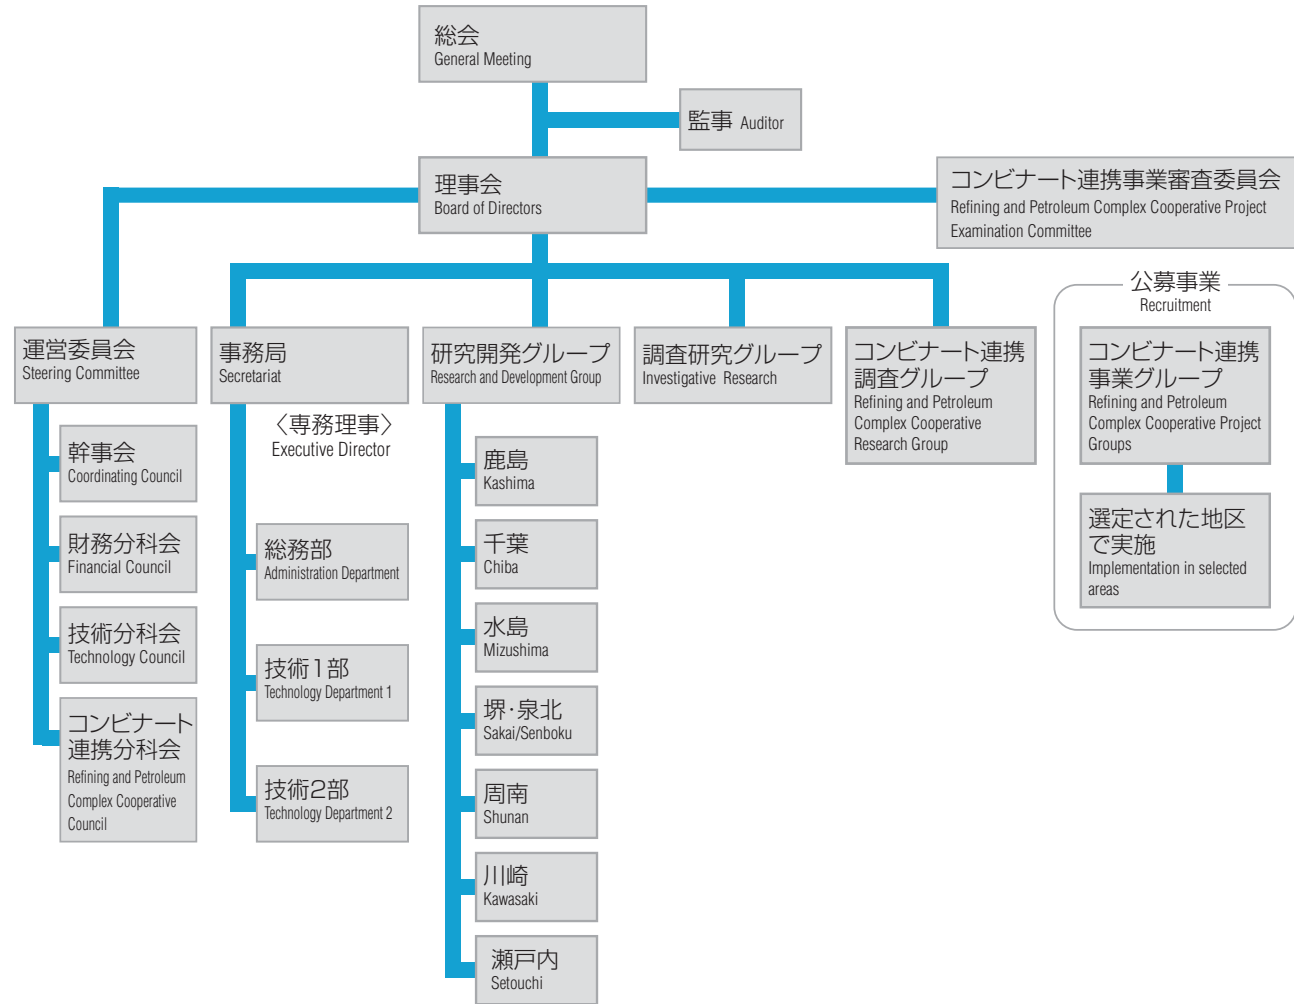 総会
General Meeting
監事 Auditor
理事会
Board of Directors
コンビナート連携事業審査委員会
Refining and Petroleum Complex Cooperative Project
Examination Committee
公募事業
Recruitment
運営委員会
Steering Committee
幹事会
Coordinating Council
財務分科会
Financial Council
技術分科会
Technology Council
コンビナート
連携分科会
Refining and Petroleum
Complex Cooperative
Council
事務局
Secretariat
〈専務理事〉
Executive Director
総務部
Administration Department
技術1部
Technology Department 1
技術2部
Technology Department 2
研究開発グループ
Research and Development Group
鹿島
Kashima
千葉
Chiba
水島
Mizushima
堺・泉北
Sakai/Senboku
周南
Shunan
川崎
Kawasaki
瀬戸内
Setouchi
調査研究グループ
Investigative Research
コンビナート連携
調査グループ
Refining and Petroleum
Complex Cooperative
Research Group
コンビナート連携
事業グループ
Refining and Petroleum
Complex Cooperative Project
Groups
選定された地区
で実施
Implementation in selected
areas